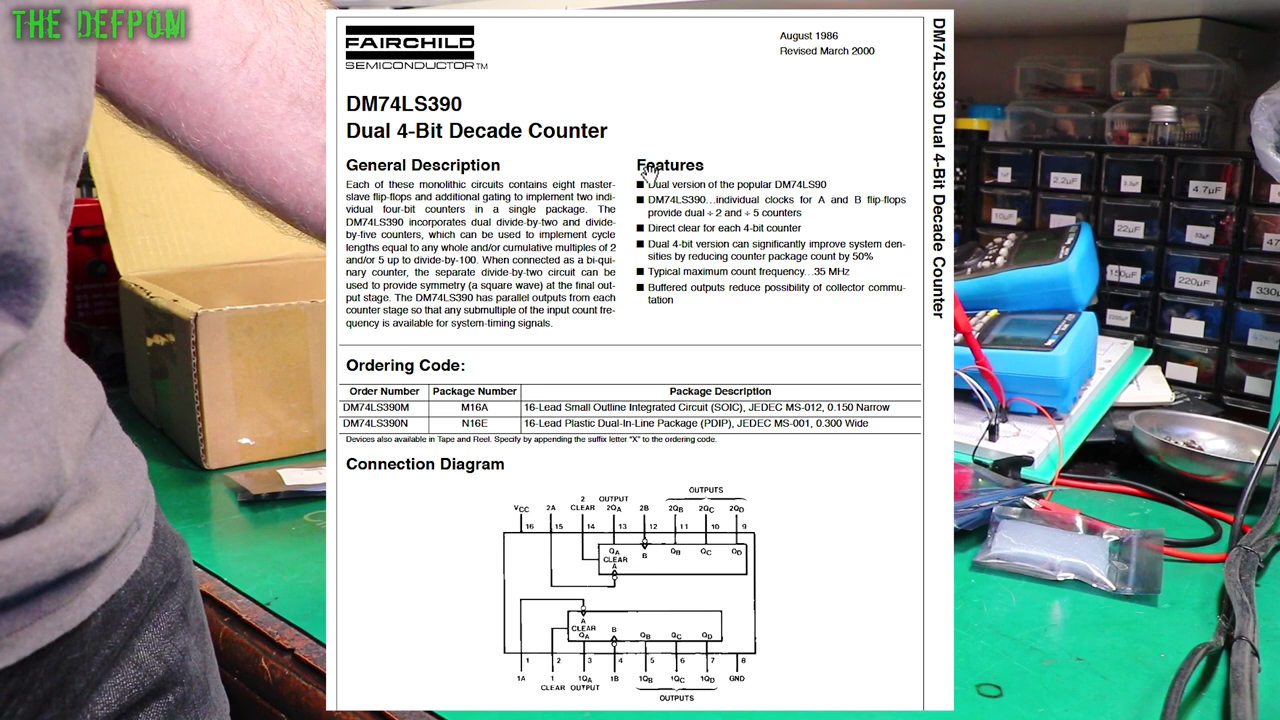 THE DEFPOM
FAIRCHILD
SEMICONDUCTOR™
August 1986
Revised March 2000
DM74LS390
Dual 4-Bit Decade Counter
General Description
Each of these monolithic circuits contains eight master-
slave flip-flops and additional gating to implement two indi-
vidual four-bit counters in a single package. The
DM74LS390 incorporates dual divide-by-two and divide-
by-five counters, which can be used to implement cycle
lengths equal to any whole and/or cumulative multiples of 2
and/or 5 up to divide-by-100. When connected as a bi-qui-
nary counter, the separate divide-by-two circuit can be
used to provide symmetry (a square wave) at the final out-
put stage. The DM74LS390 has parallel outputs from each
counter stage so that any submultiple of the input count fre-
quency is available for system-timing signals.
Features
■ Dual version of the popular DM74LS90
■ DM74LS390...individual clocks for A and B flip-flops
provide dual ÷ 2 and ÷ 5 counters
■ Direct clear for each 4-bit counter
■ Dual 4-bit version can significantly improve system den-
sities by reducing counter package count by 50%
■ Typical maximum count frequency...35 MHz
■ Buffered outputs reduce possibility of collector commu-
tation
Ordering Code:
Order Number Package Number Package Description
DM74LS390M M16A 16-Lead Small Outline Integrated Circuit (SOIC), JEDEC MS-012, 0.150 Narrow
DM74LS390N N16E 16-Lead Plastic Dual-In-Line Package (PDIP), JEDEC MS-001, 0.300 Wide
Devices also available in Tape and Reel. Specify by appending the suffix letter "X" to the ordering code.
Connection Diagram
2 OUTPUT OUTPUTS
VCC 2A CLEAR 2QA 2B 2QB 2QC 2QD
16 15 14 13 12 11 10 9
QA B QB QC QD
CLEAR
A
A
CLEAR B
QA QB QC QD
1 2 3 4 5 6 7 8
1A 1 1QA 1B 1QB 1QC 1QD GND
CLEAR OUTPUT
OUTPUTS
DM74LS390 Dual 4-Bit Decade Counter
2.2µF
4.7µF
10µF
22µF
33µF
150µF
220µF
330